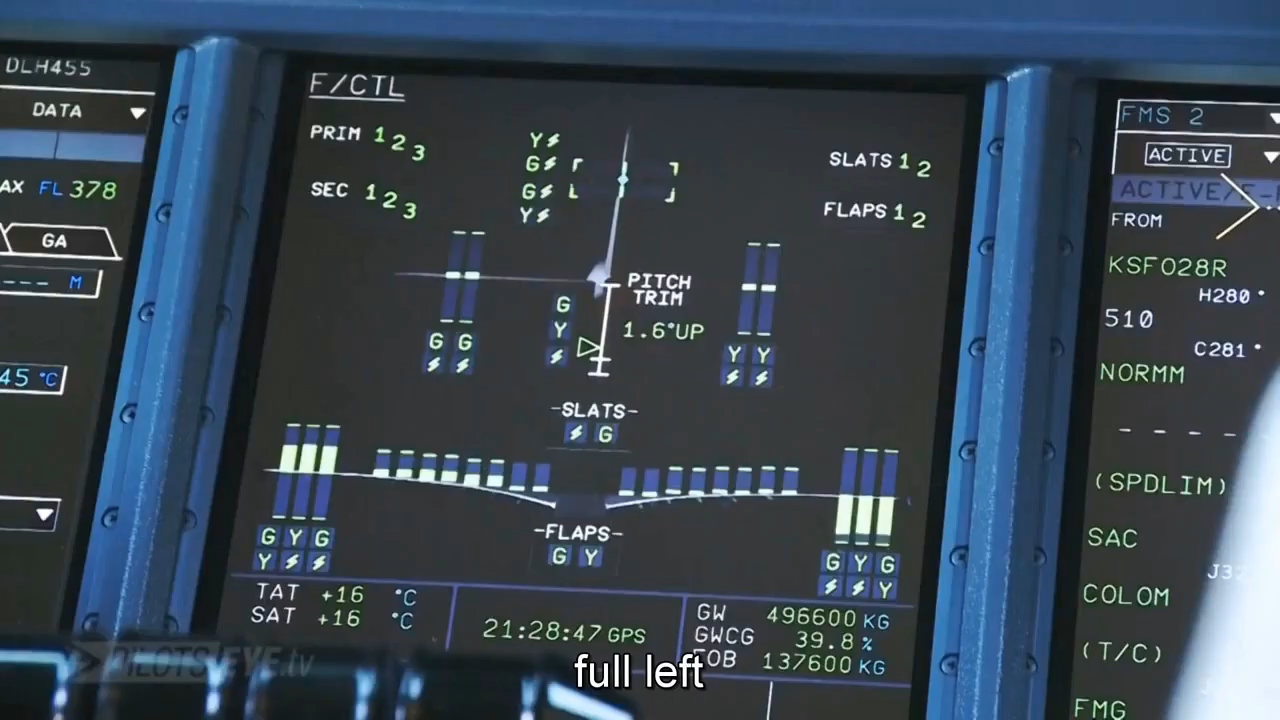 DLH455
DATA
AX FL 378
GA
--- M
45 °C
F/CTL
PRIM 1 2 3
SEC 1 2 3
Y
G
G
Y
SLATS 1 2
FLAPS 1 2
PITCH
TRIM
1.6°UP
G
Y
G G
Y Y
-SLATS-
G
-FLAPS-
G Y
G Y G
Y
G Y G
Y
TAT +16 °C
SAT +16 °C
21:28:47 GPS
GW 496600 KG
GWCG 39.8 %
FOB 137600 KG
FMS 2
ACTIVE
FROM
KSFO28R
H280°
510
C281°
NORMM
- - - -
(SPDLIM)
SAC
COLOM
(T/C)
FMG
PILOTSEYE.tv
full left